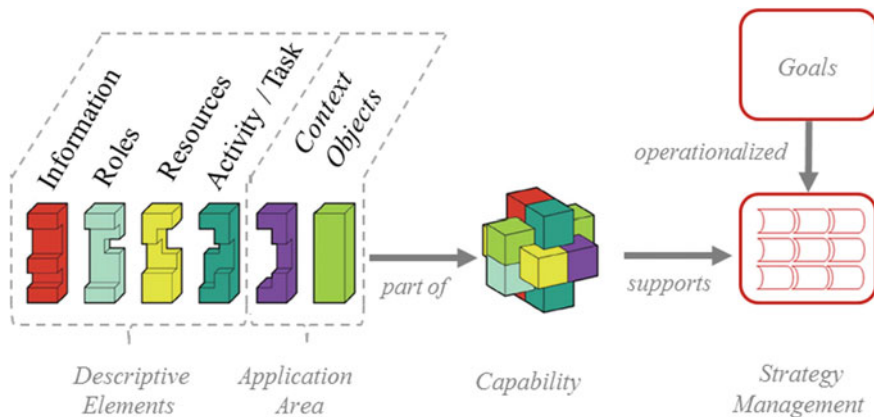 Information
Roles
Resources
Activity / Task
Context
Objects
Goals
operationalized
part of
supports
Descriptive
Elements
Application
Area
Capability
Strategy
Management